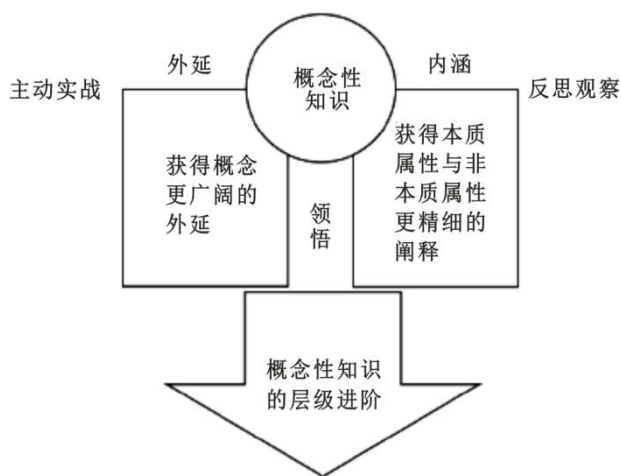 外延
概念性
知识
内涵
主动实战
反思观察
获得概念
更广阔的
外延
领
悟
获得本质
属性与非
本质属性
更精细的
阐释
概念性知识
的层级进阶